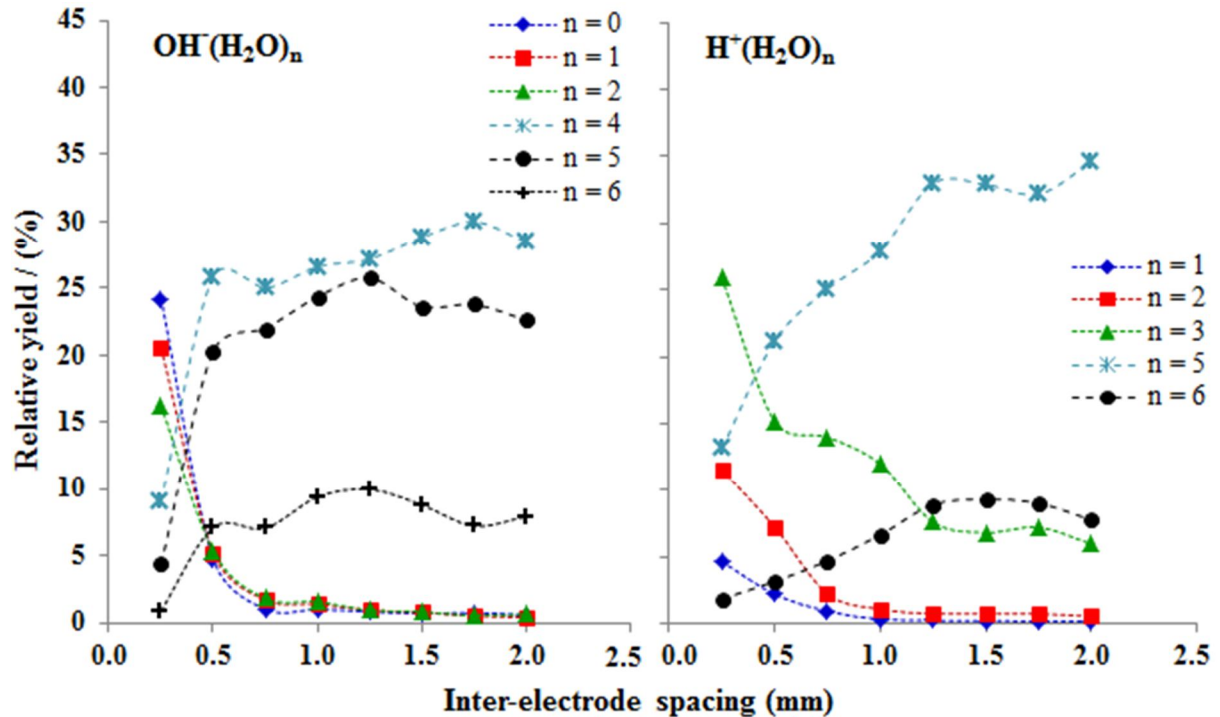 Relative yield / (%)
45
40
35
30
25
20
15
10
5
0
OH⁻(H₂O)ₙ
n = 0
n = 1
n = 2
n = 4
n = 5
n = 6
0.0 0.5 1.0 1.5 2.0 2.5
H⁺(H₂O)ₙ
n = 1
n = 2
n = 3
n = 5
n = 6
0.0 0.5 1.0 1.5 2.0 2.5
Inter-electrode spacing (mm)